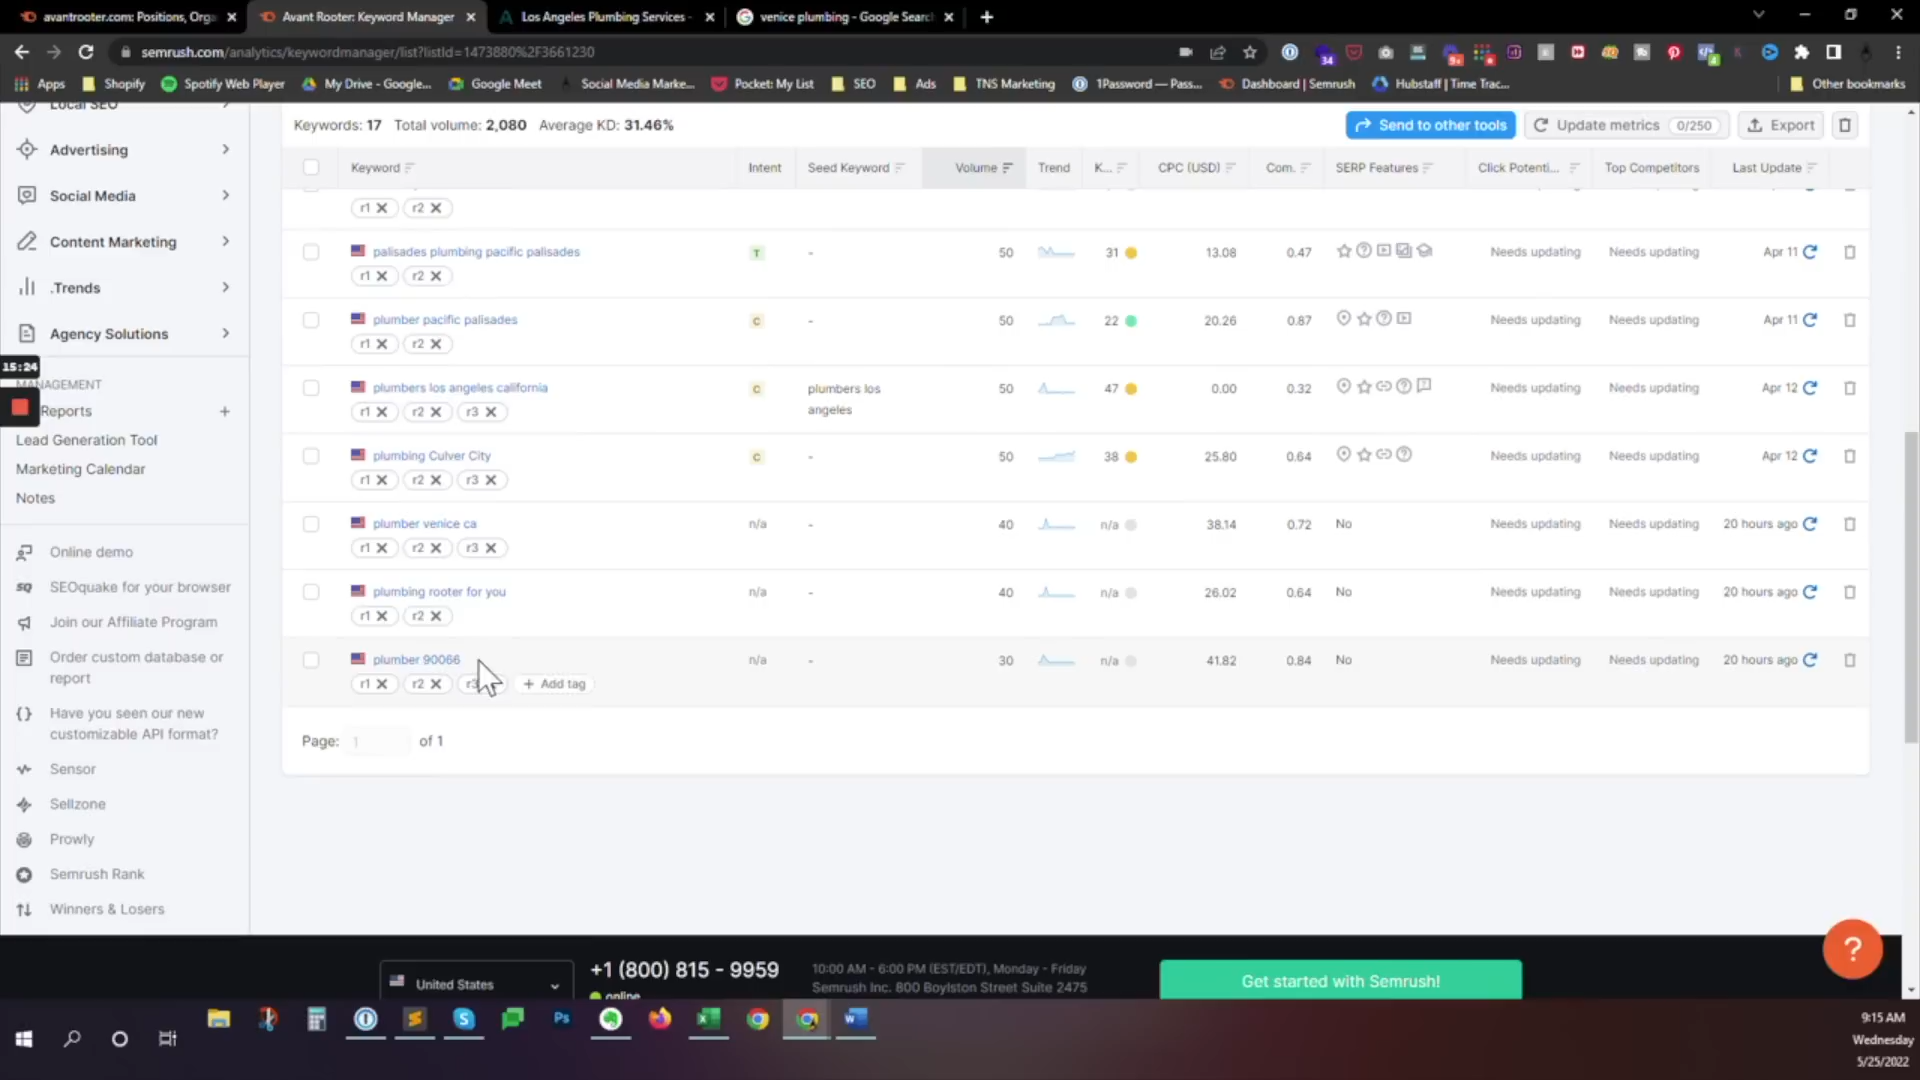 avantrooter.com: Positions, Orga
Avant Rooter: Keyword Manager
Los Angeles Plumbing Services -
venice plumbing - Google Search
semrush.com/analytics/keywordmanager/list?listId=1473880%2F3661230
34
9+
4
Apps
Shopify
Spotify Web Player
My Drive - Google...
Google Meet
Social Media Marke...
Pocket: My List
SEO
Ads
TNS Marketing
1Password — Pass...
Dashboard | Semrush
Hubstaff | Time Trac...
Other bookmarks
Local SEO
Advertising
Social Media
Content Marketing
.Trends
Agency Solutions
15:24
MANAGEMENT
Reports
Lead Generation Tool
Marketing Calendar
Notes
Online demo
SEOquake for your browser
Join our Affiliate Program
Order custom database or
report
Have you seen our new
customizable API format?
Sensor
Sellzone
Prowly
Semrush Rank
Winners & Losers
Keywords: 17 Total volume: 2,080 Average KD: 31.46%
Send to other tools
Update metrics 0/250
Export
Keyword Intent Seed Keyword Volume Trend K... CPC (USD) Com. SERP Features Click Potenti... Top Competitors Last Update
r1 r2
palisades plumbing pacific palisades T - 50 31 13.08 0.47 Needs updating Needs updating Apr 11
r1 r2
plumber pacific palisades C - 50 22 20.26 0.87 Needs updating Needs updating Apr 11
r1 r2
plumbers los angeles california C plumbers los angeles 50 47 0.00 0.32 Needs updating Needs updating Apr 12
r1 r2 r3
plumbing Culver City C - 50 38 25.80 0.64 Needs updating Needs updating Apr 12
r1 r2 r3
plumber venice ca n/a - 40 n/a 38.14 0.72 No Needs updating Needs updating 20 hours ago
r1 r2 r3
plumbing rooter for you n/a - 40 n/a 26.02 0.64 No Needs updating Needs updating 20 hours ago
r1 r2
plumber 90066 n/a - 30 n/a 41.82 0.84 No Needs updating Needs updating 20 hours ago
r1 r2 r3 + Add tag
Page: 1 of 1
United States
+1 (800) 815 - 9959
online
10:00 AM - 6:00 PM (EST/EDT), Monday - Friday
Semrush Inc. 800 Boylston Street Suite 2475
Get started with Semrush!
?
Ps
9:15 AM
Wednesday
5/25/2022